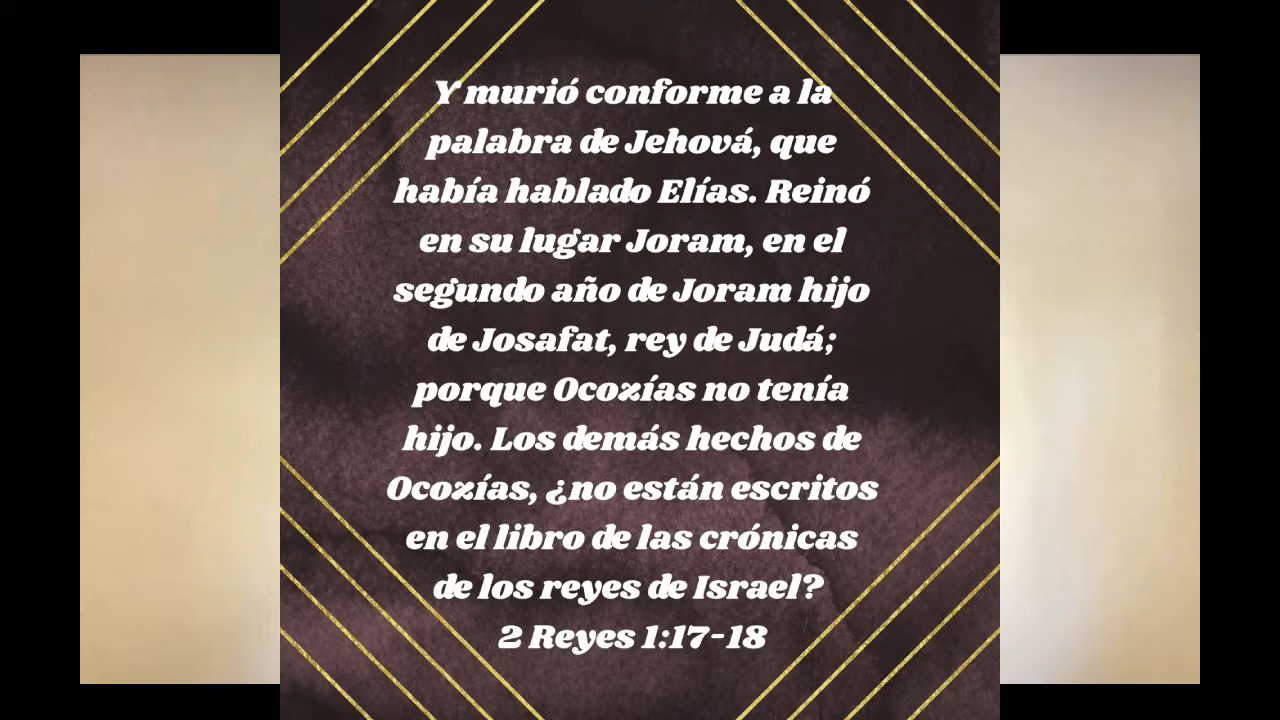 Y murió conforme a la
palabra de Jehová, que
había hablado Elías. Reinó
en su lugar Joram, en el
segundo año de Joram hijo
de Josafat, rey de Judá;
porque Ocozías no tenía
hijo. Los demás hechos de
Ocozías, ¿no están escritos
en el libro de las crónicas
de los reyes de Israel?
2 Reyes 1:17-18